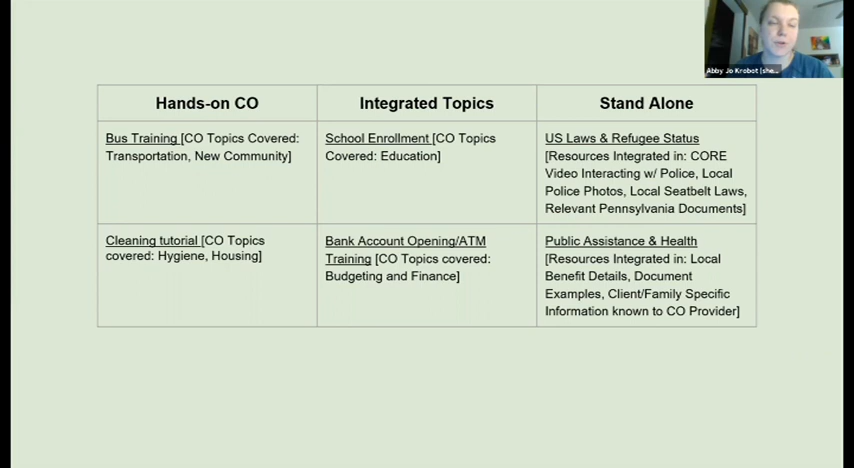 Abby Jo Krobot (she...
Hands-on CO
Integrated Topics
Stand Alone
Bus Training [CO Topics Covered:
Transportation, New Community]
School Enrollment [CO Topics
Covered: Education]
US Laws & Refugee Status
[Resources Integrated in: CORE
Video Interacting w/ Police, Local
Police Photos, Local Seatbelt Laws,
Relevant Pennsylvania Documents]
Cleaning tutorial [CO Topics
covered: Hygiene, Housing]
Bank Account Opening/ATM
Training [CO Topics covered:
Budgeting and Finance]
Public Assistance & Health
[Resources Integrated in: Local
Benefit Details, Document
Examples, Client/Family Specific
Information known to CO Provider]